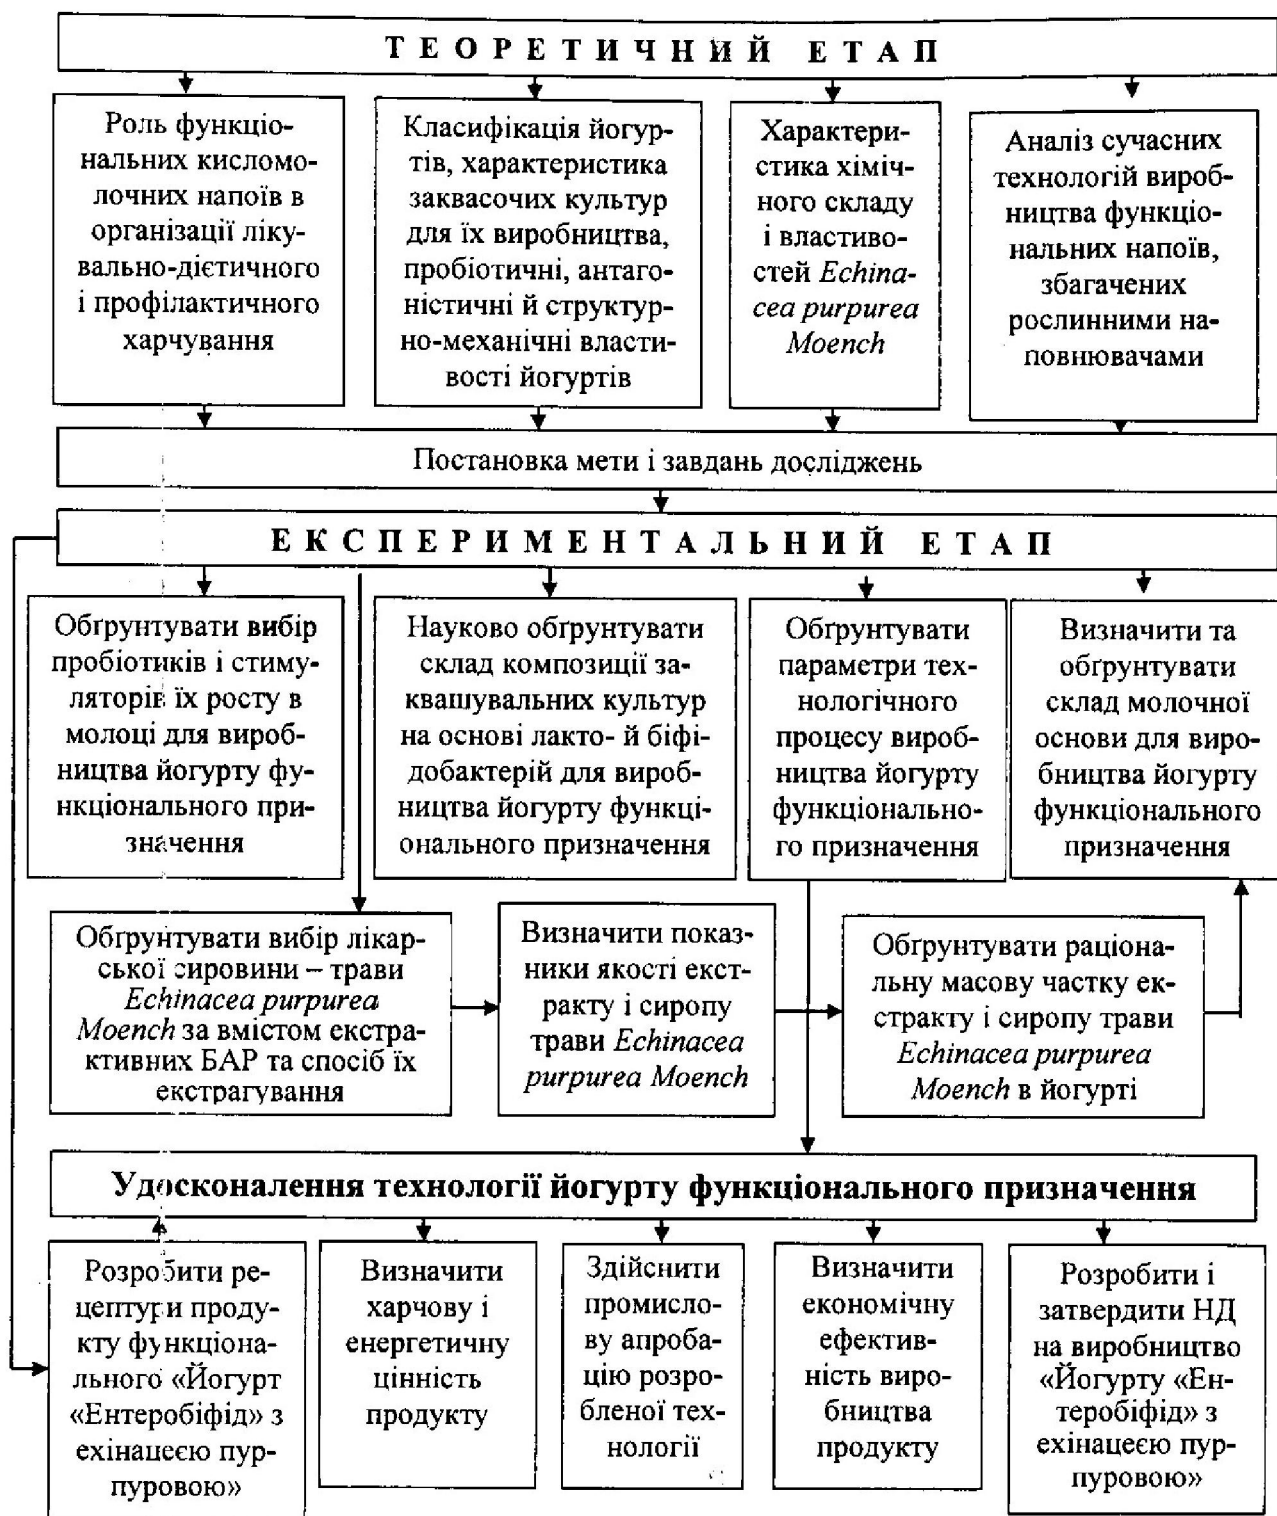 ТЕОРЕТИЧНИЙ ЕТАП
Роль функціо-
нальних кисломо-
лочних напоїв в
організації ліку-
вально-дієтичного
і профілактичного
харчування
Класифікація йогур-
тів, характеристика
заквасочих культур
для їх виробництва,
пробіотичні, антаго-
ністичні й структур-
но-механічні власти-
вості йогуртів
Характери-
стика хіміч-
ного складу
і властиво-
стей Echina-
cea purpurea
Moench
Аналіз сучасних
технологій вироб-
ництва функціо-
нальних напоїв,
збагачених
рослинними на-
повнювачами
Постановка мети і завдань досліджень
ЕКСПЕРИМЕНТАЛЬНИЙ ЕТАП
Обґрунтувати вибір
пробіотиків і стиму-
ляторів їх росту в
молоці для вироб-
ництва йогурту фу-
нкціонального при-
значення
Науково обґрунтувати
склад композиції за-
квашувальних культур
на основі лакто- й біфі-
добактерій для вироб-
ництва йогурту функці-
онального призначення
Обґрунтувати
параметри тех-
нологічного
процесу вироб-
ництва йогурту
функціонально-
го призначення
Визначити та
обґрунтувати
склад молочної
основи для виро-
бництва йогурту
функціонального
призначення
Обґрунтувати вибір лікар-
ської сировини – трави
Echinacea purpurea
Moench за вмістом екстра-
ктивних БАР та спосіб їх
екстрагування
Визначити показ-
ники якості екст-
ракту і сиропу
трави Echinacea
purpurea Moench
Обґрунтувати раціона-
льну масову частку ек-
стракту і сиропу трави
Echinacea purpurea
Moench в йогурті
Удосконалення технології йогурту функціонального призначення
Розробити ре-
цептури проду-
кту функціона-
льного «Йогурт
«Ентеробіфід» з
ехінацеєю пур-
пуровою»
Визначити
харчову і
енергетичну
цінність
продукту
Здійснити
промисло-
ву апроба-
цію розро-
бленої тех-
нології
Визначити
економічну
ефектив-
ність виро-
бництва
продукту
Розробити і
затвердити НД
на виробництво
«Йогурту «Ен-
теробіфід» з
ехінацеєю пур-
пуровою»